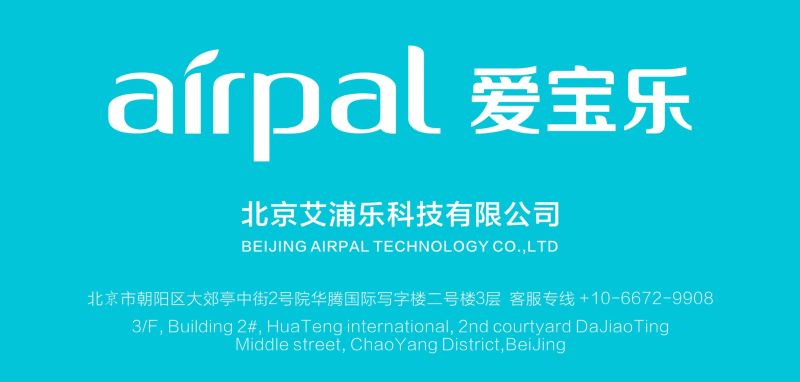 airpal 爱宝乐
北京艾浦乐科技有限公司
BEIJING AIRPAL TECHNOLOGY CO.,LTD
北京市朝阳区大郊亭中街2号院华腾国际写字楼二号楼3层 客服专线 +10-6672-9908
3/F, Building 2#, HuaTeng international, 2nd courtyard DaJiaoTing
Middle street, ChaoYang District,BeiJing